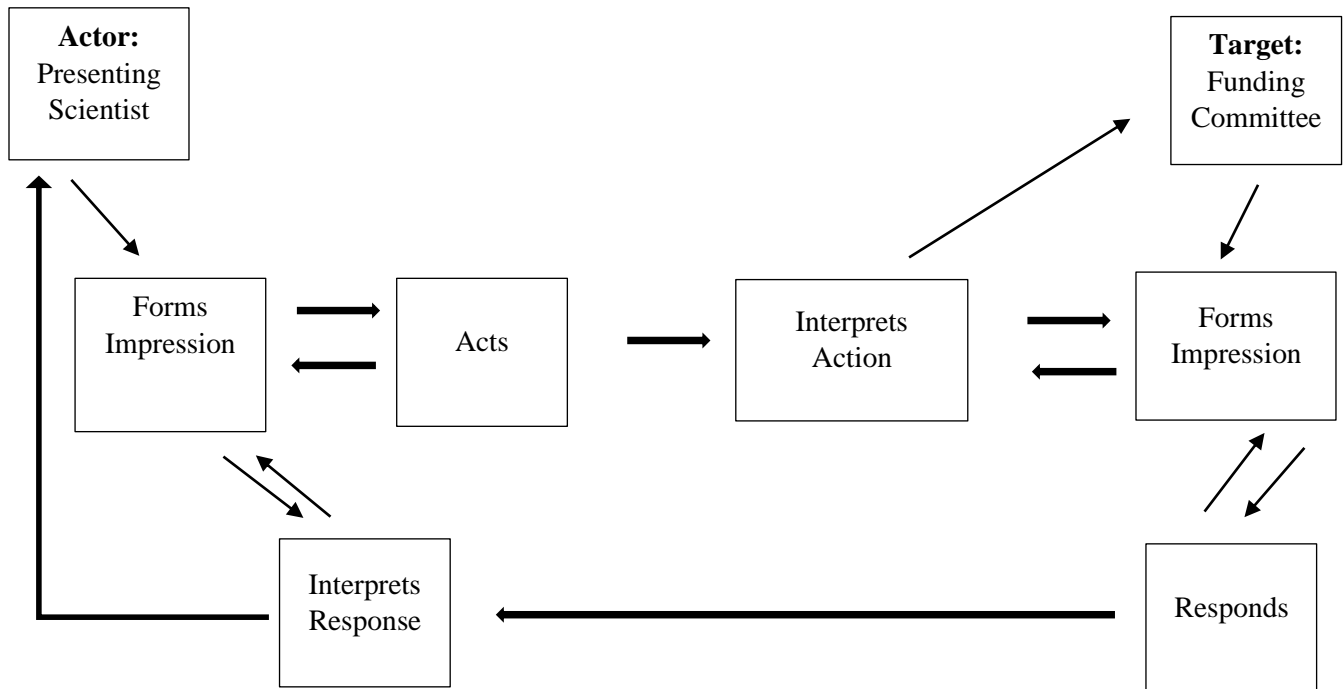 Actor:
Presenting
Scientist
Target:
Funding
Committee
Forms
Impression
Acts
Interprets
Action
Forms
Impression
Interprets
Response
Responds